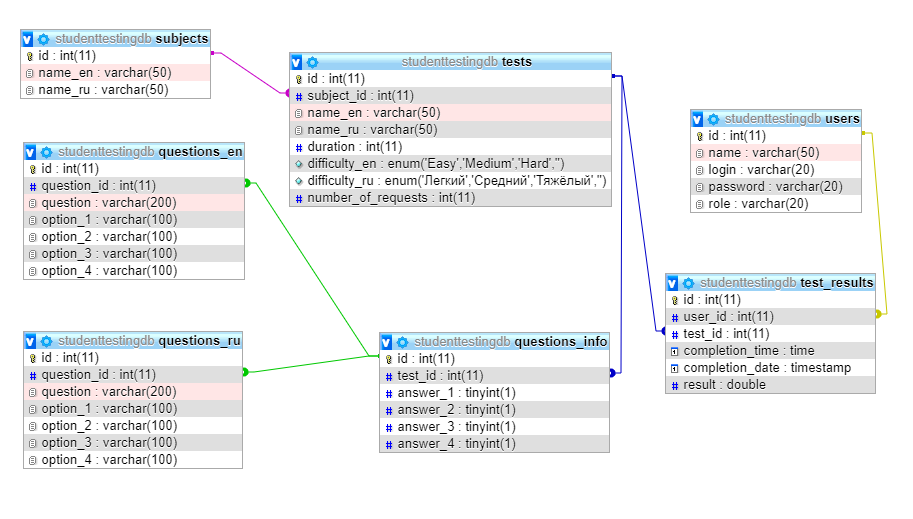 studenttestingdb subjects
id : int(11)
name_en : varchar(50)
name_ru : varchar(50)
studenttestingdb tests
id : int(11)
subject_id : int(11)
name_en : varchar(50)
name_ru : varchar(50)
duration : int(11)
difficulty_en : enum('Easy','Medium','Hard','')
difficulty_ru : enum('Легкий','Средний','Тяжёлый','')
number_of_requests : int(11)
studenttestingdb users
id : int(11)
name : varchar(50)
login : varchar(20)
password : varchar(20)
role : varchar(20)
studenttestingdb questions_en
id : int(11)
question_id : int(11)
question : varchar(200)
option_1 : varchar(100)
option_2 : varchar(100)
option_3 : varchar(100)
option_4 : varchar(100)
studenttestingdb test_results
id : int(11)
user_id : int(11)
test_id : int(11)
completion_time : time
completion_date : timestamp
result : double
studenttestingdb questions_ru
id : int(11)
question_id : int(11)
question : varchar(200)
option_1 : varchar(100)
option_2 : varchar(100)
option_3 : varchar(100)
option_4 : varchar(100)
studenttestingdb questions_info
id : int(11)
test_id : int(11)
answer_1 : tinyint(1)
answer_2 : tinyint(1)
answer_3 : tinyint(1)
answer_4 : tinyint(1)